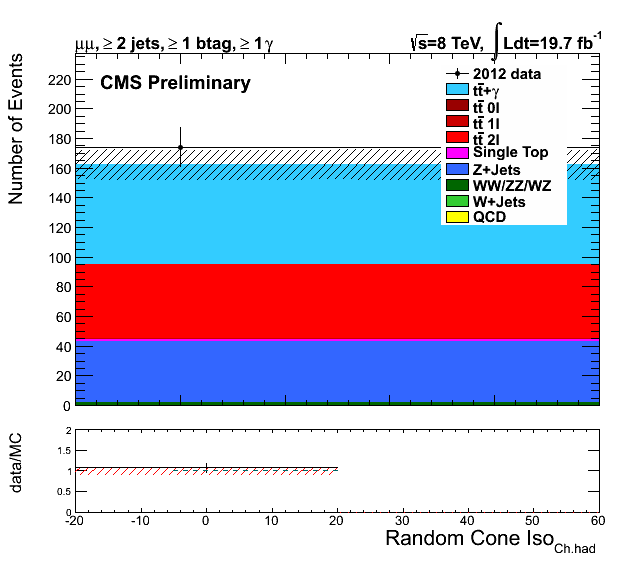 μμ, ≥ 2 jets, ≥ 1 btag, ≥ 1 γ
√s=8 TeV, ∫ Ldt=19.7 fb⁻¹
CMS Preliminary
2012 data
tt̄+γ
tt̄ 0l
tt̄ 1l
tt̄ 2l
Single Top
Z+Jets
WW/ZZ/WZ
W+Jets
QCD
Number of Events
220
200
180
160
140
120
100
80
60
40
20
0
data/MC
2
1.5
1
0.5
0
-20 -10 0 10 20 30 40 50 60
Random Cone Iso Ch.had